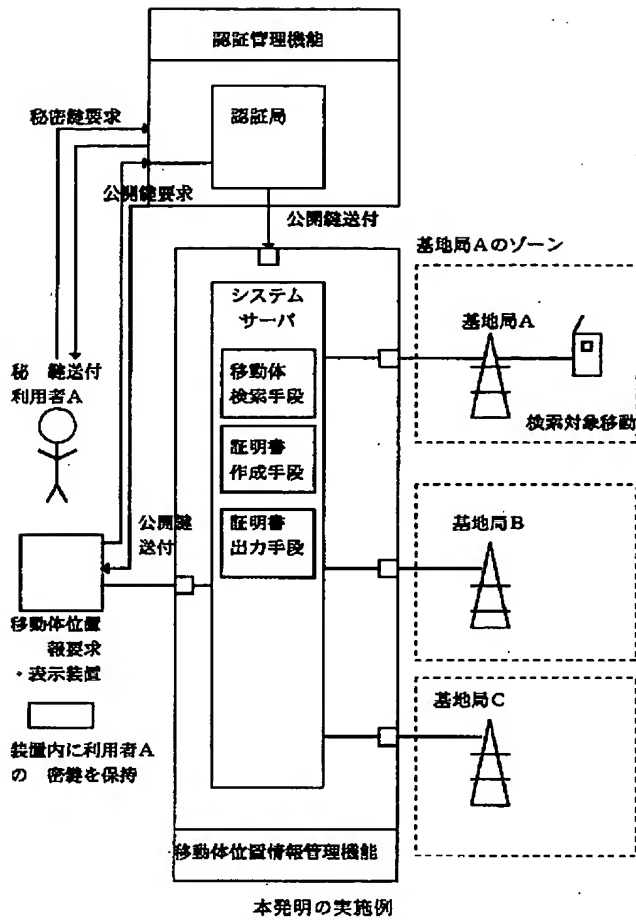 認証管理機能
認証局
秘密鍵要求
公開鍵要求
公開鍵送付
基地局Aのゾーン
システム
サーバ
基地局A
移動体
検索手段
検索対象移動
証明書
作成手段
証明書
出力手段
秘 鍵送付
利用者A
公開鍵
送付
基地局B
移動体位置
報要求
・表示装置
基地局C
装置内に利用者A
の 密鍵を保持
移動体位置情報管理機能
本発明の実施例